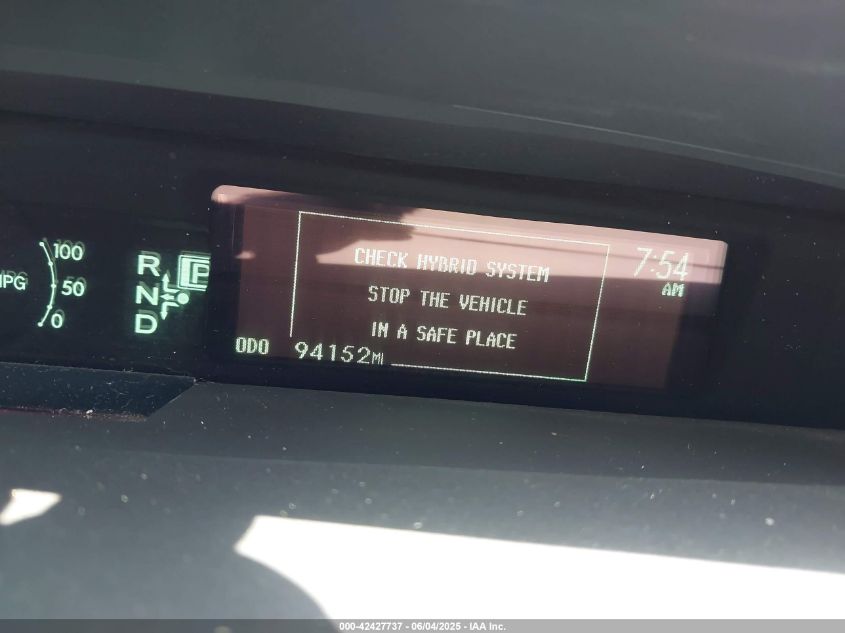 100
MPG
50
0
R
N
D
P
CHECK HYBRID SYSTEM
STOP THE VEHICLE
IN A SAFE PLACE
7:54
AM
ODO 94152MI
000-42427737 - 06/04/2025 - IAA Inc.